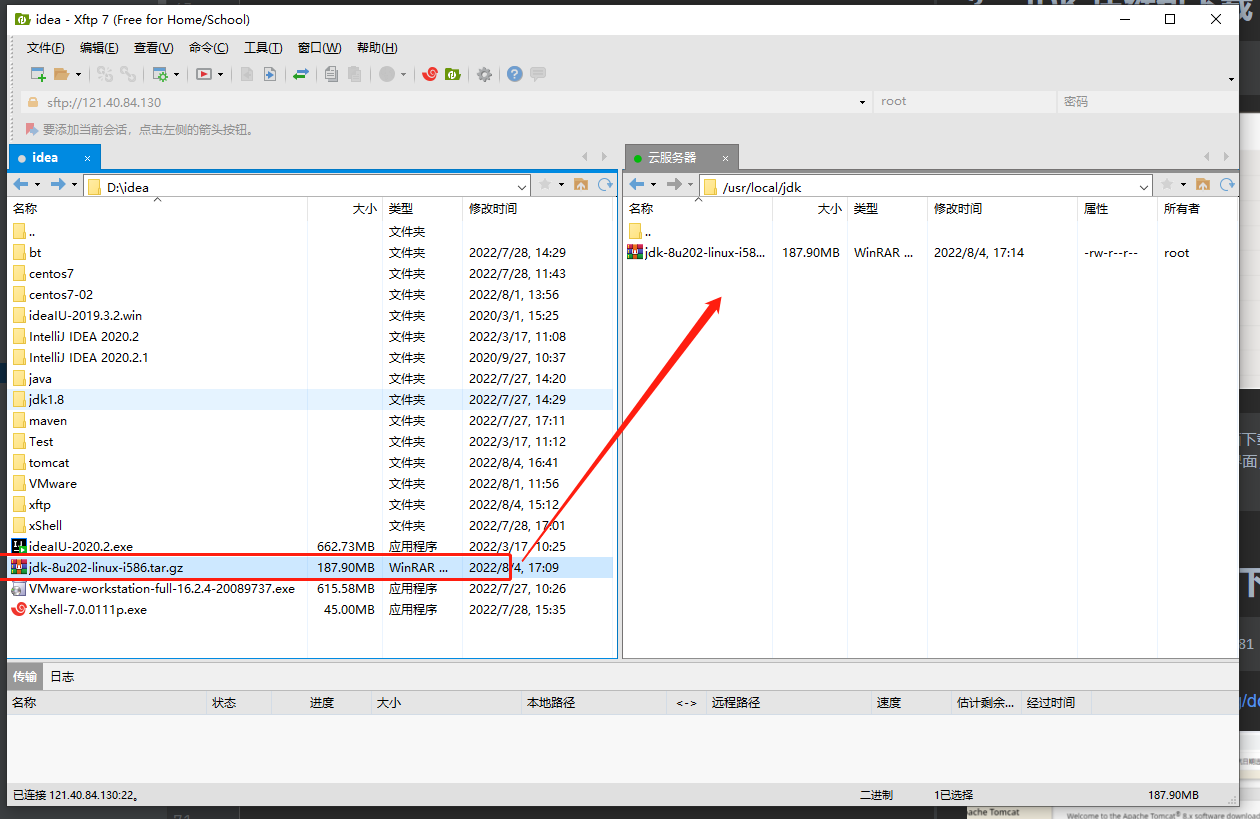 idea - Xftp 7 (Free for Home/School)
文件(F) 编辑(E) 查看(V) 命令(C) 工具(T) 窗口(W) 帮助(H)
sftp://121.40.84.130 root 密码
要添加当前会话，点击左侧的箭头按钮。
idea × 云服务器 ×
D:\idea /usr/local/jdk
名称 大小 类型 修改时间 名称 大小 类型 修改时间 属性 所有者
.. 文件夹 ..
bt 文件夹 2022/7/28, 14:29 jdk-8u202-linux-i58... 187.90MB WinRAR ... 2022/8/4, 17:14 -rw-r--r-- root
centos7 文件夹 2022/7/28, 11:43
centos7-02 文件夹 2022/8/1, 13:56
ideaIU-2019.3.2.win 文件夹 2020/3/1, 15:25
IntelliJ IDEA 2020.2 文件夹 2022/3/17, 11:08
IntelliJ IDEA 2020.2.1 文件夹 2020/9/27, 10:37
java 文件夹 2022/7/27, 14:20
jdk1.8 文件夹 2022/7/27, 14:29
maven 文件夹 2022/7/27, 17:11
Test 文件夹 2022/3/17, 11:12
tomcat 文件夹 2022/8/4, 16:41
VMware 文件夹 2022/8/1, 11:56
xftp 文件夹 2022/8/4, 15:12
xShell 文件夹 2022/7/28, 17:01
ideaIU-2020.2.exe 662.73MB 应用程序 2022/3/17, 10:25
jdk-8u202-linux-i586.tar.gz 187.90MB WinRAR ... 2022/8/4, 17:09
VMware-workstation-full-16.2.4-20089737.exe 615.58MB 应用程序 2022/7/27, 10:26
Xshell-7.0.0111p.exe 45.00MB 应用程序 2022/7/28, 15:35
传输 日志
名称 状态 进度 大小 本地路径 <-> 远程路径 速度 估计剩余... 经过时间
已连接 121.40.84.130:22。 二进制 1已选择 187.90MB
81
Apache Tomcat Welcome to the Apache Tomcat® 8.x software download